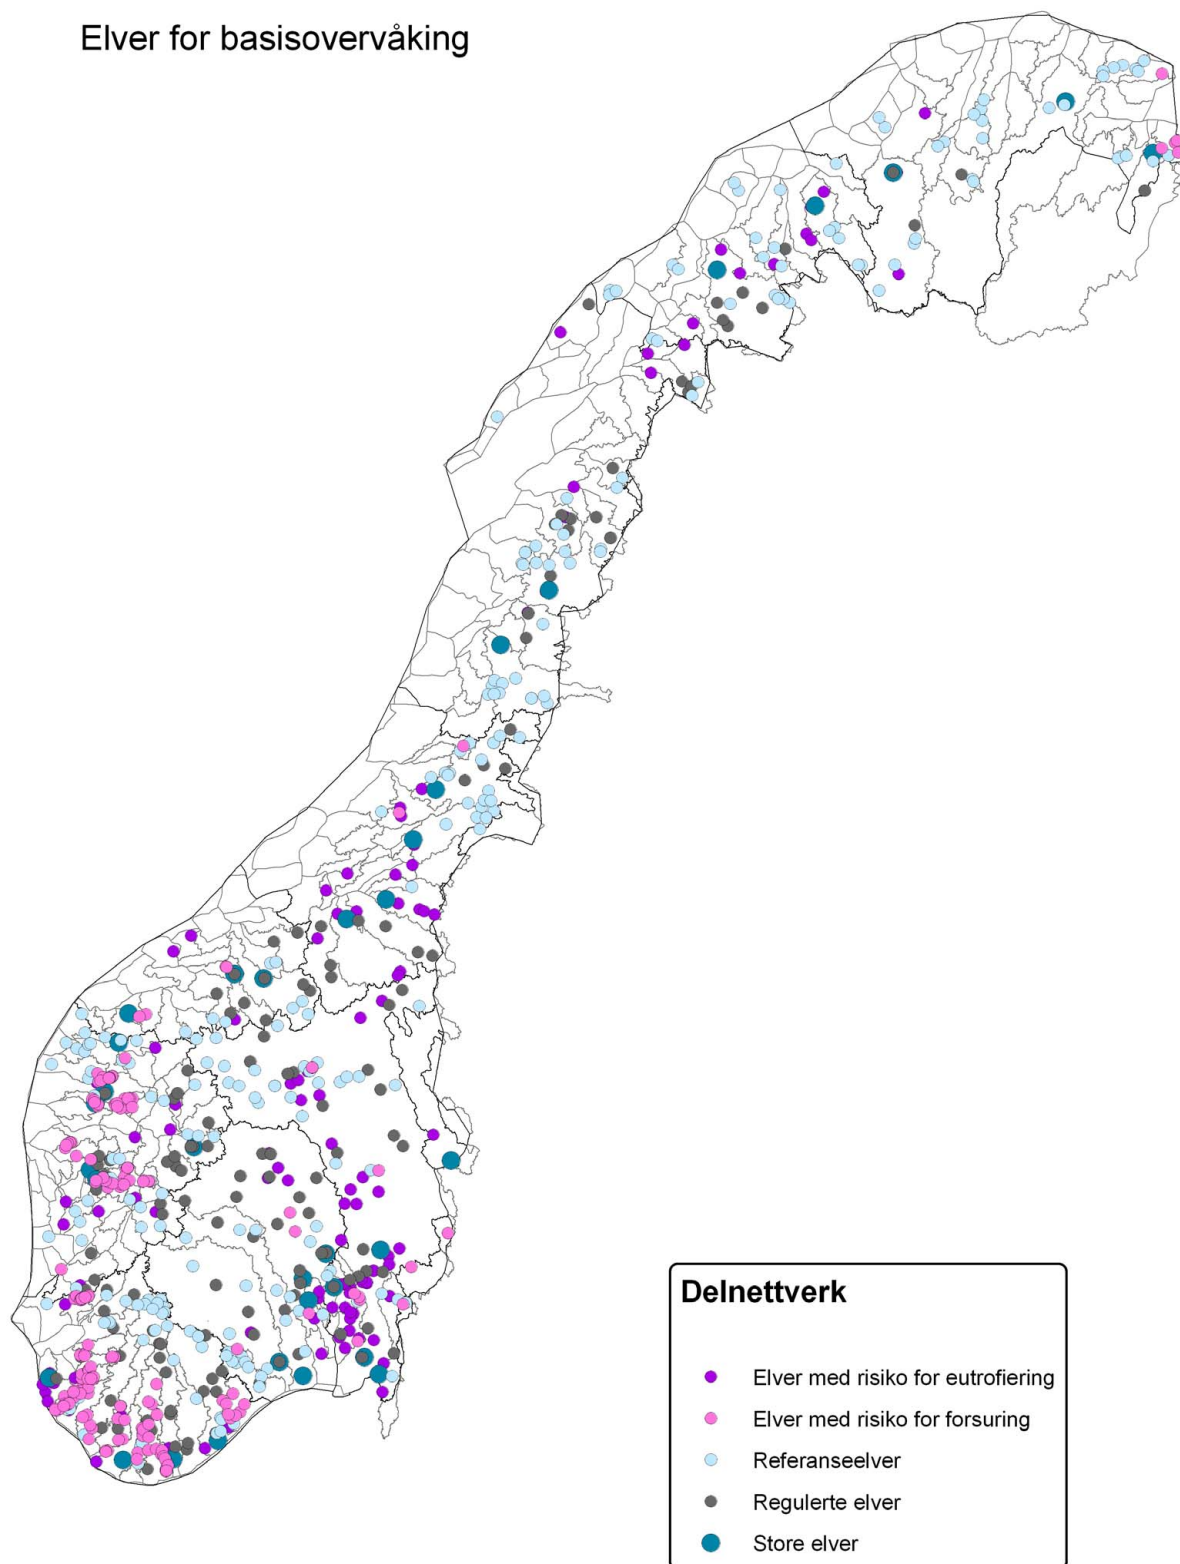 Elver for basisovervåking
Delnettverk
Elver med risiko for eutrofiering
Elver med risiko for forsuring
Referanseelver
Regulerte elver
Store elver